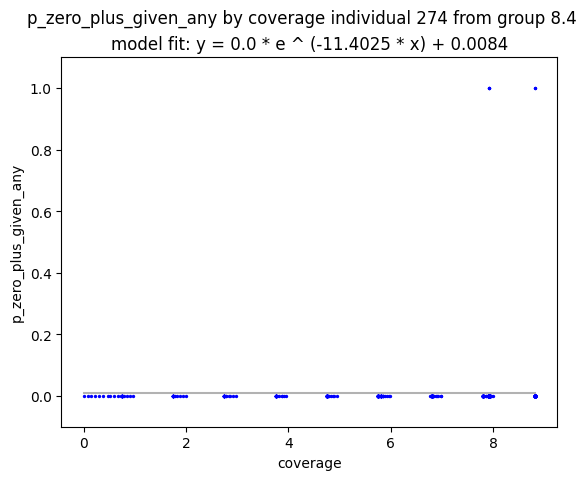 p_zero_plus_given_any by coverage individual 274 from group 8.4
model fit: y = 0.0 * e ^ (-11.4025 * x) + 0.0084
1.0
0.8
0.6
0.4
0.2
0.0
p_zero_plus_given_any
0 2 4 6 8
coverage